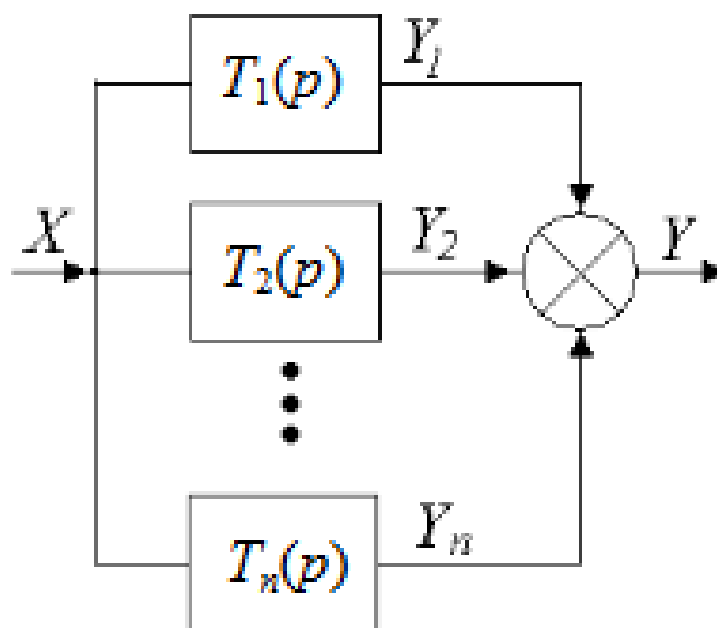 Y₁
T₁(p)
X
T₂(p)
Y₂
Y
Tₙ(p)
Yₙ